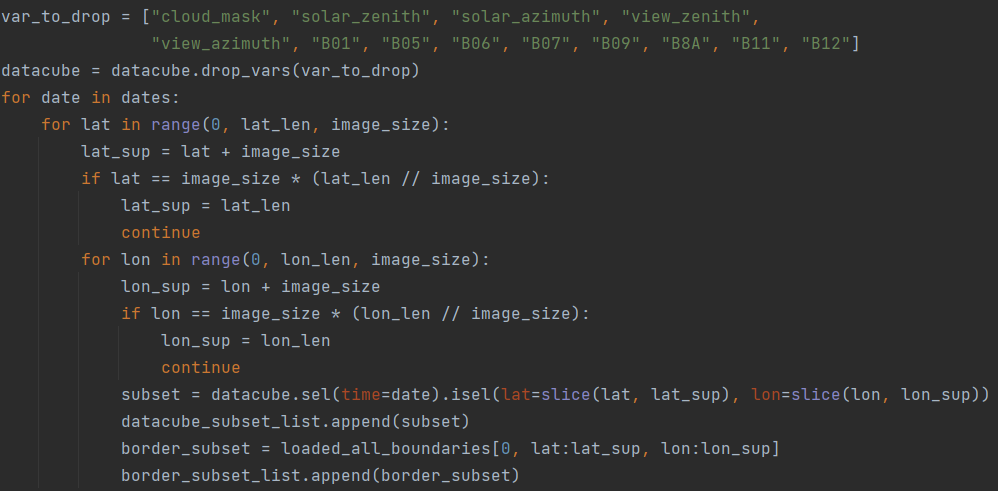 var_to_drop = ["cloud_mask", "solar_zenith", "solar_azimuth", "view_zenith",
               "view_azimuth", "B01", "B05", "B06", "B07", "B09", "B8A", "B11", "B12"]
datacube = datacube.drop_vars(var_to_drop)
for date in dates:
    for lat in range(0, lat_len, image_size):
        lat_sup = lat + image_size
        if lat == image_size * (lat_len // image_size):
            lat_sup = lat_len
            continue
        for lon in range(0, lon_len, image_size):
            lon_sup = lon + image_size
            if lon == image_size * (lon_len // image_size):
                lon_sup = lon_len
                continue
            subset = datacube.sel(time=date).isel(lat=slice(lat, lat_sup), lon=slice(lon, lon_sup))
            datacube_subset_list.append(subset)
            border_subset = loaded_all_boundaries[0, lat:lat_sup, lon:lon_sup]
            border_subset_list.append(border_subset)